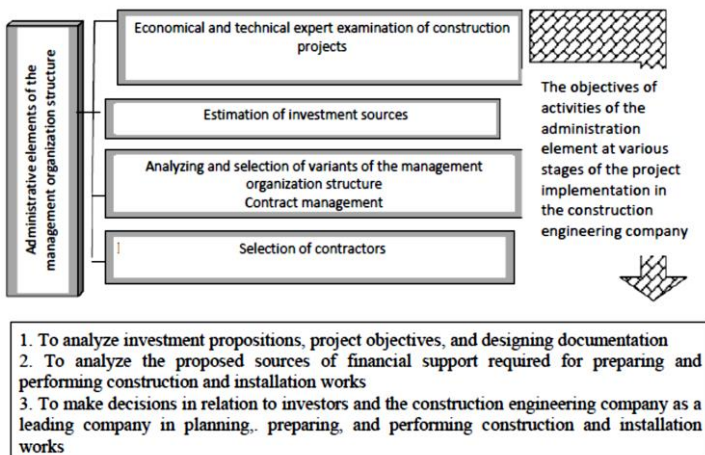 Administrative elements of the
management organization structure
Economical and technical expert examination of construction
projects
Estimation of investment sources
Analyzing and selection of variants of the management
organization structure
Contract management
Selection of contractors
The objectives of
activities of the
administration
element at various
stages of the project
implementation in
the construction
engineering company
1. To analyze investment propositions, project objectives, and designing documentation
2. To analyze the proposed sources of financial support required for preparing and
performing construction and installation works
3. To make decisions in relation to investors and the construction engineering company as a
leading company in planning,. preparing, and performing construction and installation
works